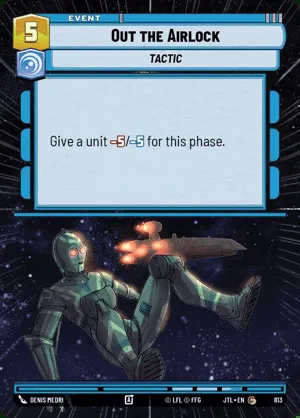 EVENT
5
OUT THE AIRLOCK
TACTIC
Give a unit -5/-5 for this phase.
DENIS MEDRI
© LFL © FFG
JTL • EN
813